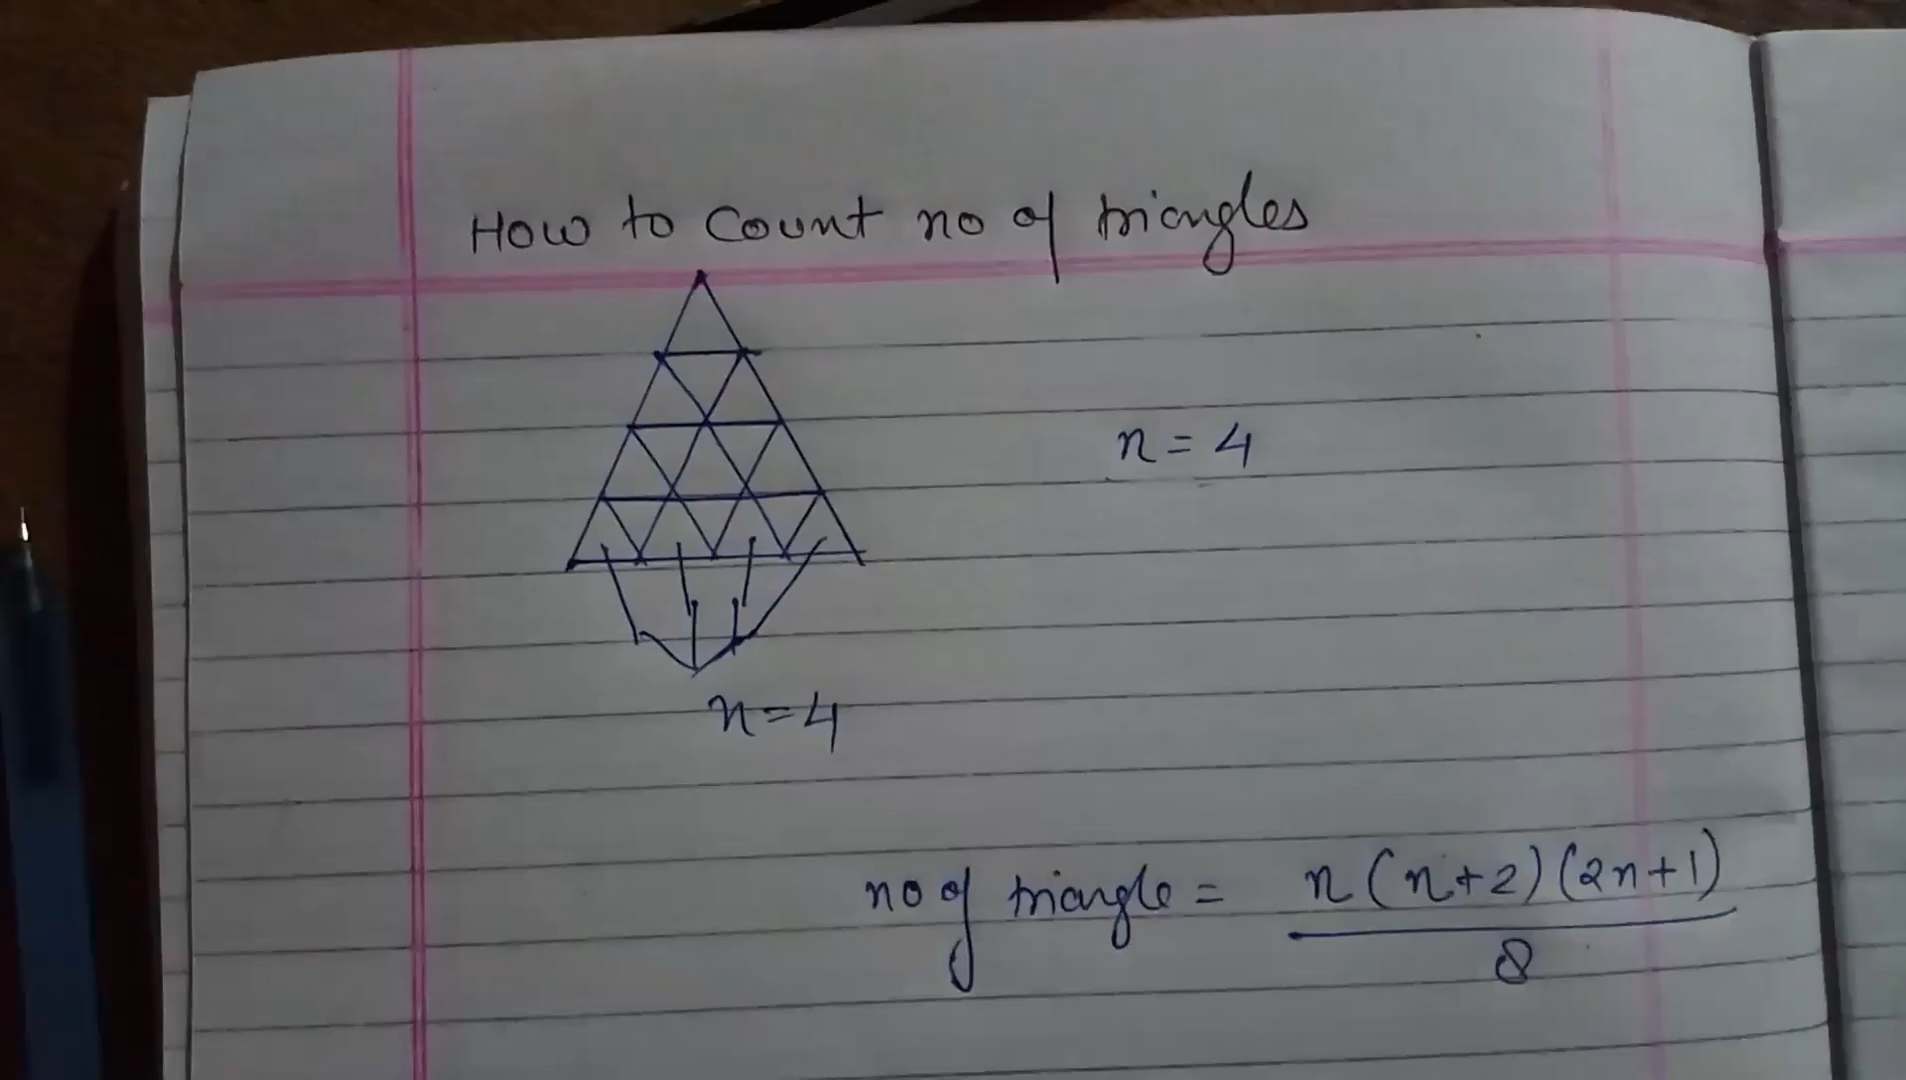 How to count no of triangles
n = 4
n = 4
no of triangle = n(n+2)(2n+1)
8